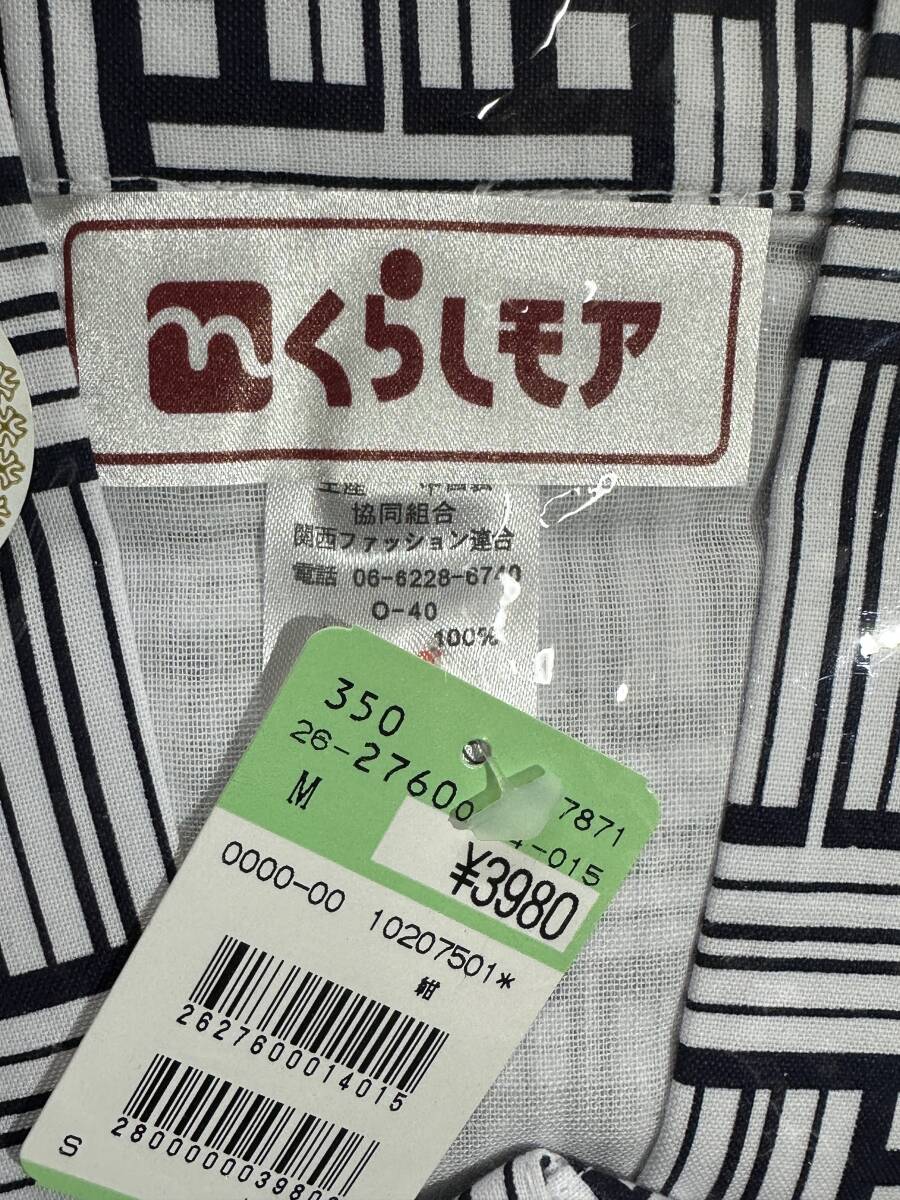 くらしモア
協同組合
関西ファッション連合
電話 06-6228-6740
O-40
100%
350
26-27600
7871
4-015
M
¥3980
0000-00 10207501*
紺
2627600014015
S